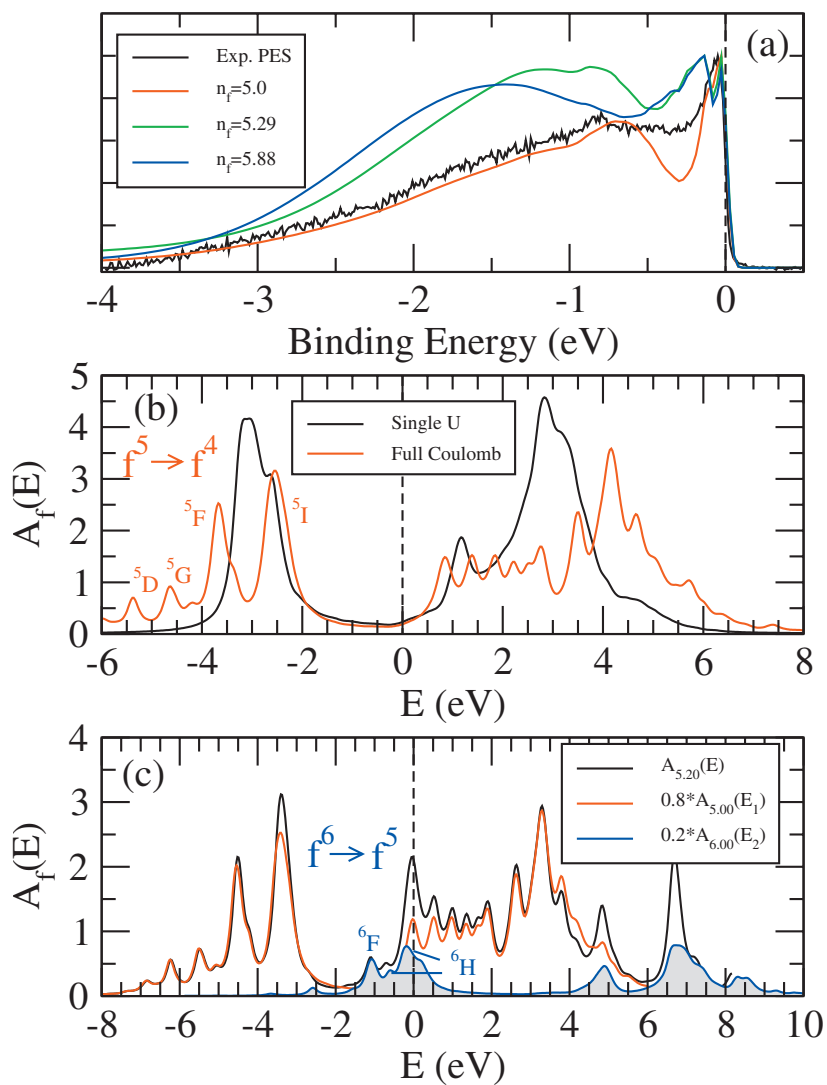 (a)
Exp. PES
n_f=5.0
n_f=5.29
n_f=5.88
-4 -3 -2 -1 0
Binding Energy (eV)
5
4
3
2
1
0
A_f(E)
(b)
Single U
Full Coulomb
f^5→f^4
^5F
^5I
^5D
^5G
-6 -4 -2 0 2 4 6 8
E (eV)
4
3
2
1
0
A_f(E)
(c)
A_5.20(E)
0.8*A_5.00(E_1)
0.2*A_6.00(E_2)
f^6→f^5
^6F
^6H
-8 -6 -4 -2 0 2 4 6 8 10
E (eV)